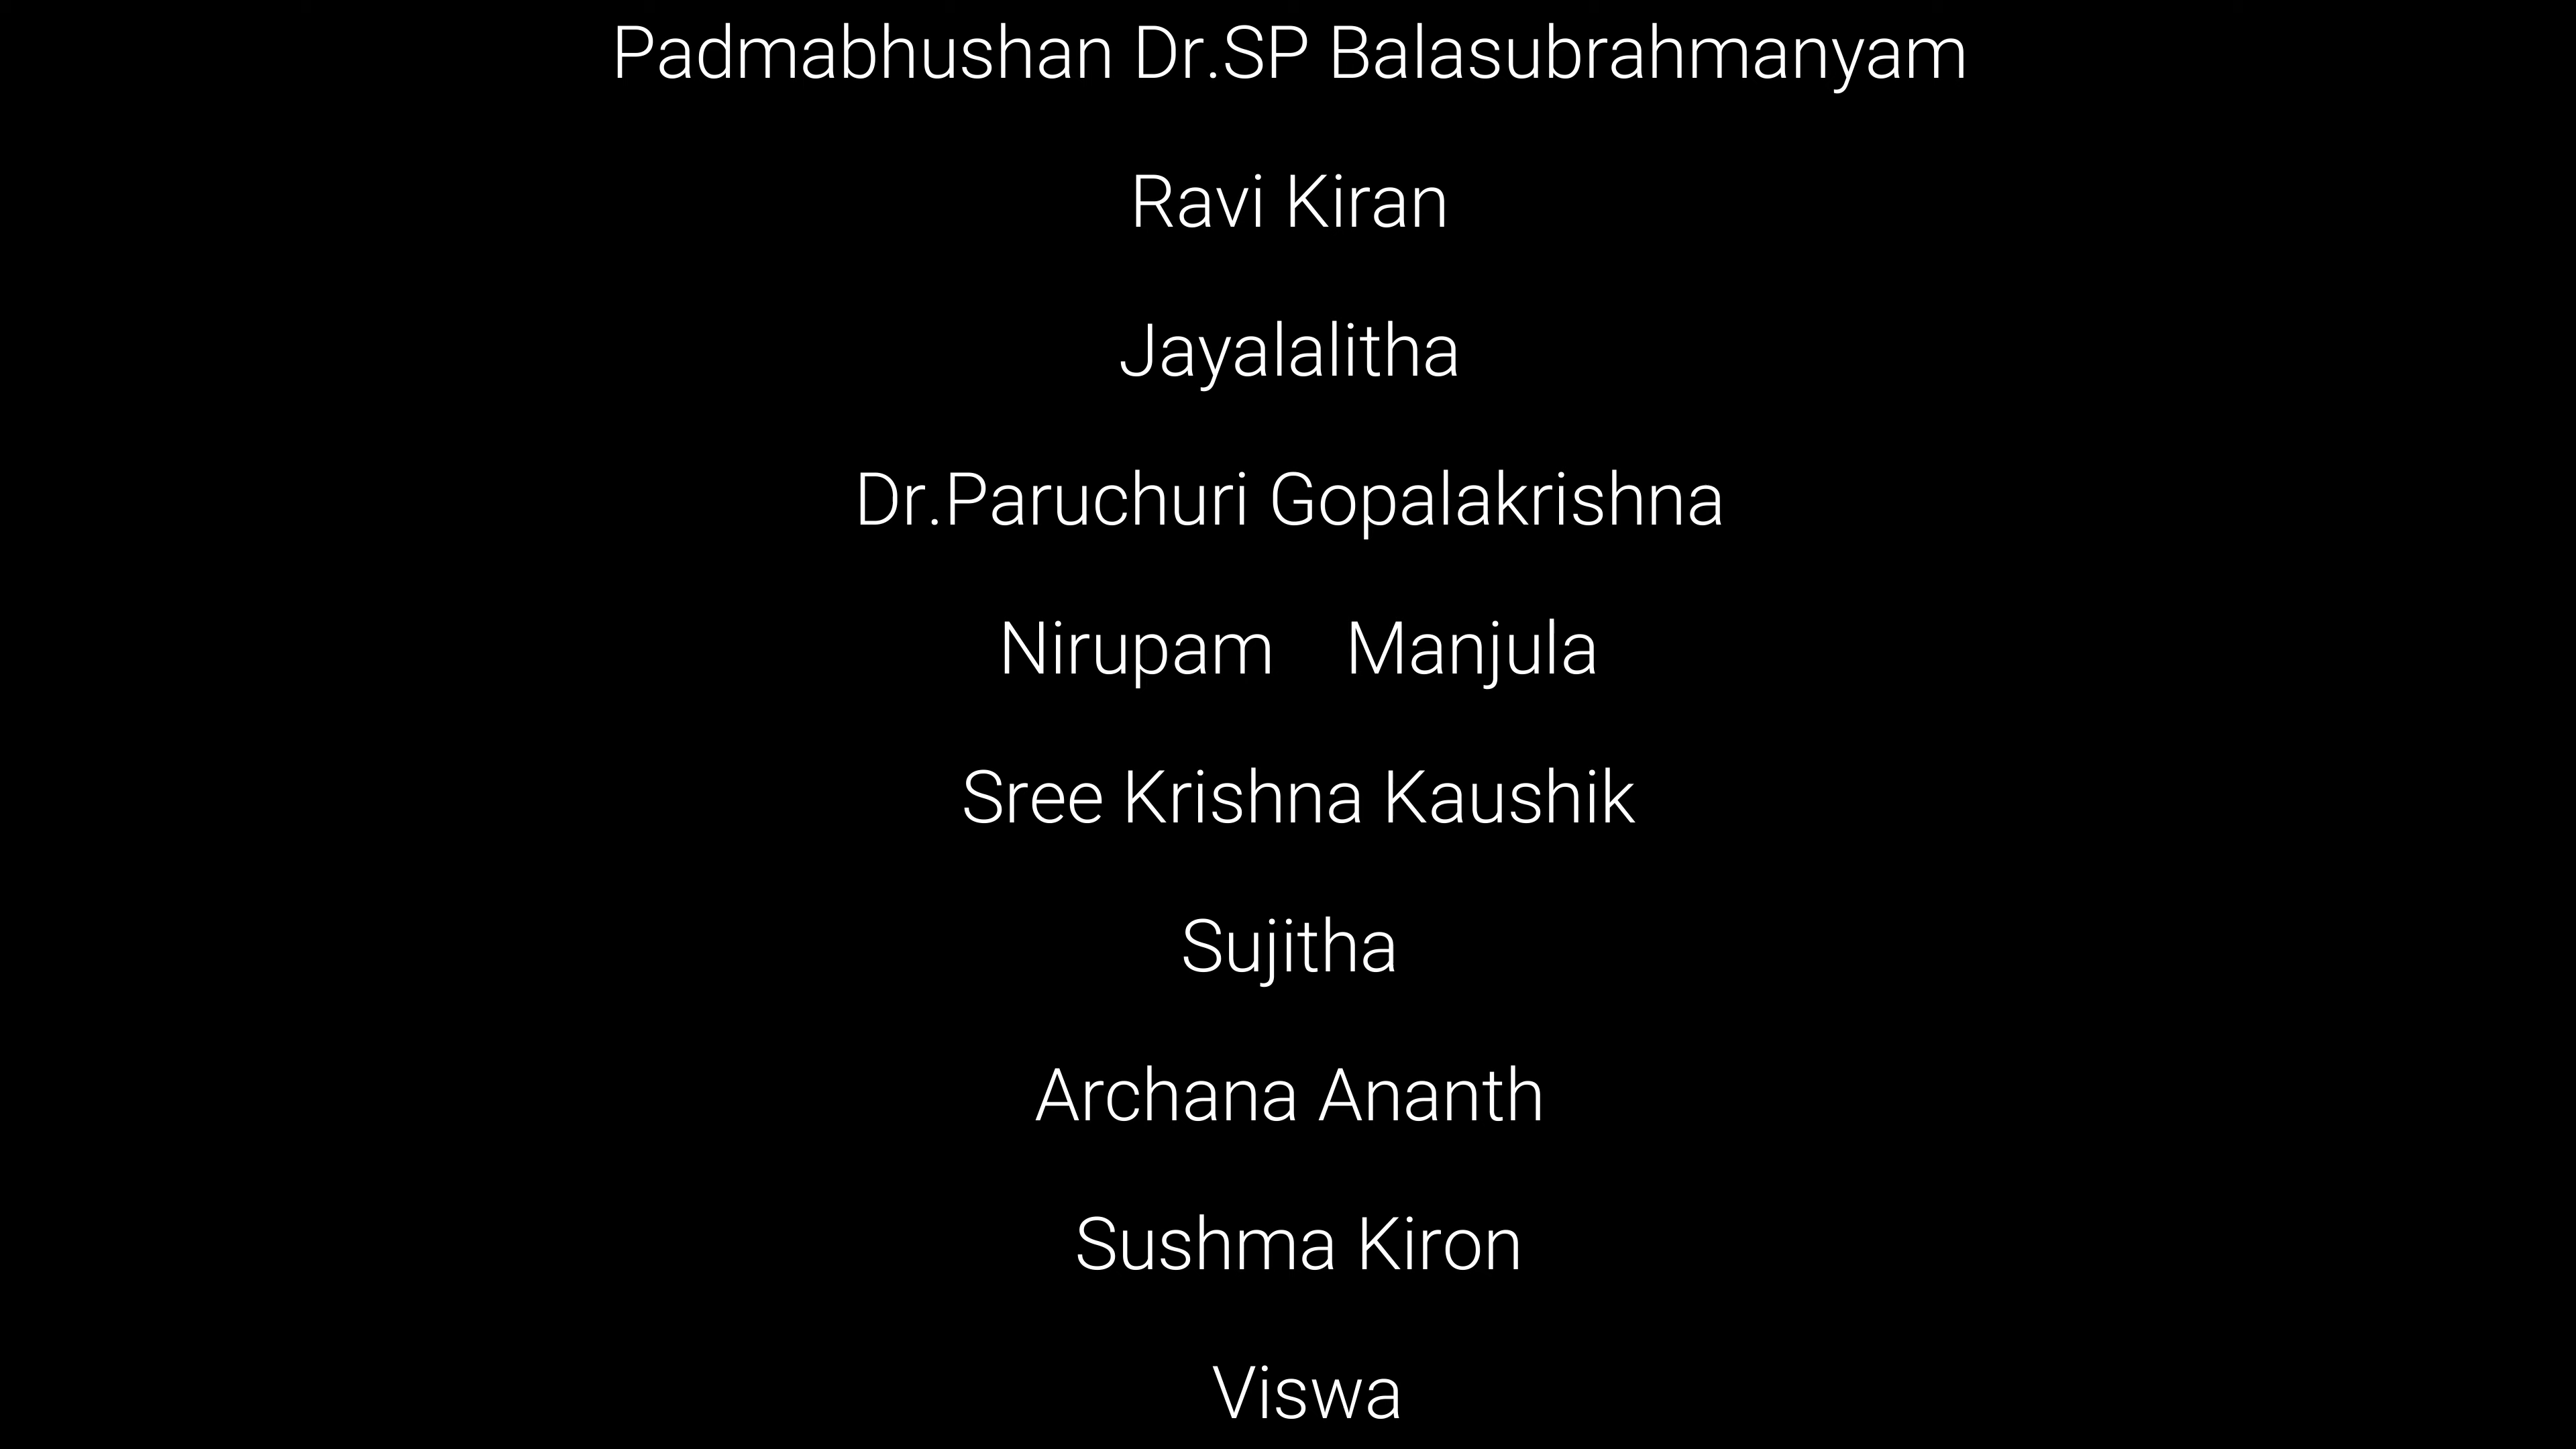 Padmabhushan Dr.SP Balasubrahmanyam
Ravi Kiran
Jayalalitha
Dr.Paruchuri Gopalakrishna
Nirupam Manjula
Sree Krishna Kaushik
Sujitha
Archana Ananth
Sushma Kiron
Viswa